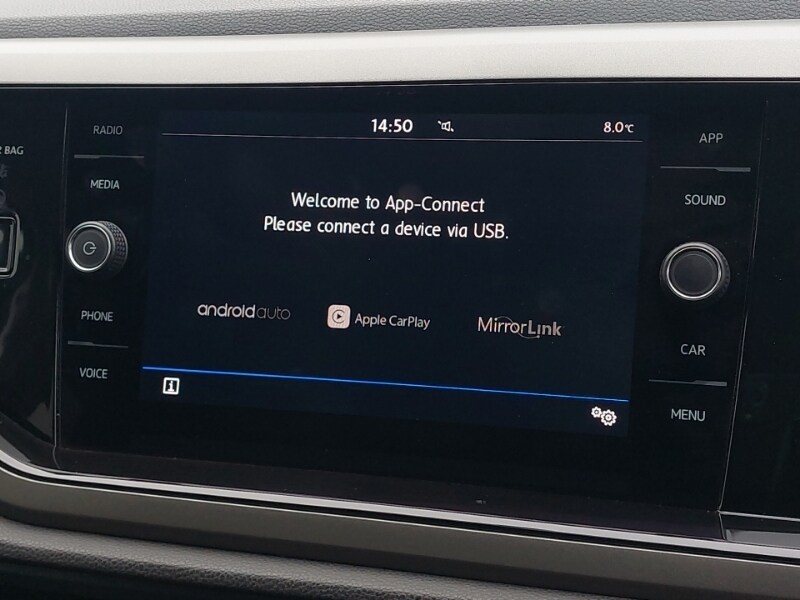 14:50
8.0°C
RADIO
MEDIA
PHONE
VOICE
BAG
Welcome to App-Connect
Please connect a device via USB.
androidauto
Apple CarPlay
MirrorLink
APP
SOUND
CAR
MENU